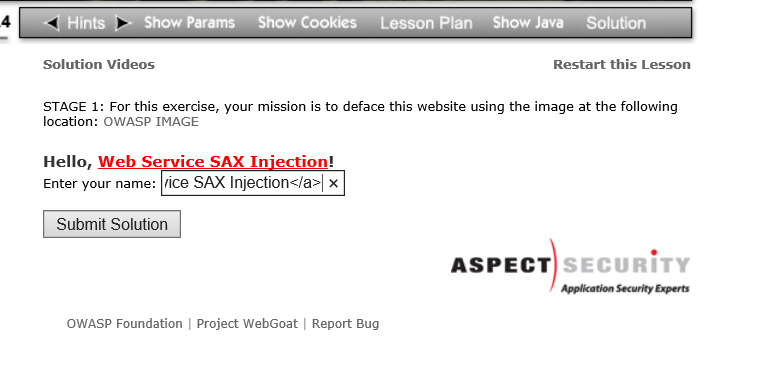 .4 Hints Show Params Show Cookies Lesson Plan Show Java Solution
Solution Videos Restart this Lesson
STAGE 1: For this exercise, your mission is to deface this website using the image at the following
location: OWASP IMAGE
Hello, Web Service SAX Injection!
Enter your name: vice SAX Injection</a> ×
Submit Solution
ASPECT SECURITY
Application Security Experts
OWASP Foundation | Project WebGoat | Report Bug